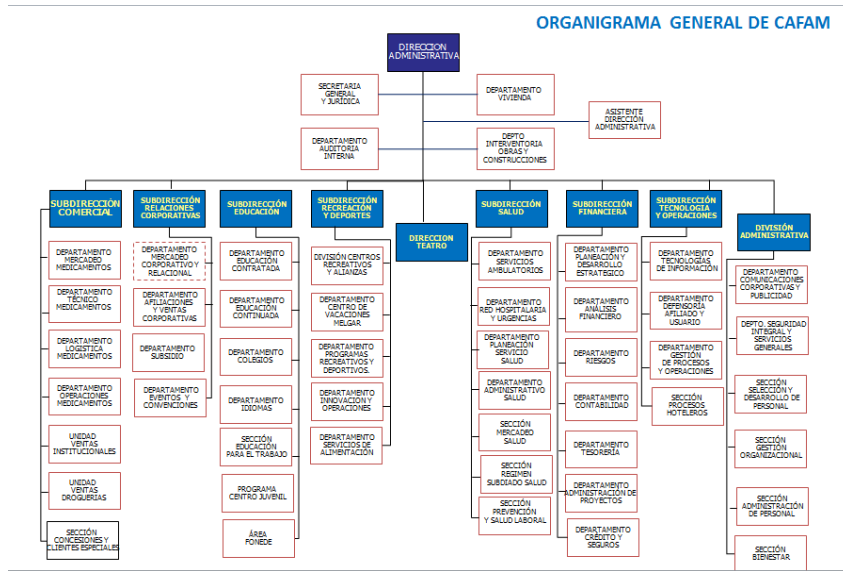 ORGANIGRAMA GENERAL DE CAFAM
DIRECCION
ADMINISTRATIVA
SECRETARIA
GENERAL
Y JURÍDICA
DEPARTAMENTO
VIVIENDA
ASISTENTE
DIRECCIÓN
ADMINISTRATIVA
DEPARTAMENTO
AUDITORIA
INTERNA
DEPTO
INTERVENTORIA
OBRAS Y
CONSTRUCCIONES
SUBDIRECCIÓN
COMERCIAL
DEPARTAMENTO
MERCADEO
MEDICAMENTOS
DEPARTAMENTO
TÉCNICO
MEDICAMENTOS
DEPARTAMENTO
LOGISTICA
MEDICAMENTOS
DEPARTAMENTO
OPERACIONES
MEDICAMENTOS
UNIDAD
VENTAS
INSTITUCIONALES
UNIDAD
VENTAS
DROGUERIAS
SECCIÓN
CONCESIONES Y
CLIENTES ESPECIALES
SUBDIRECCIÓN
RELACIONES
CORPORATIVAS
DEPARTAMENTO
MERCADEO
CORPORATIVO Y
RELACIONAL
DEPARTAMENTO
AFILIACIONES
Y VENTAS
CORPORATIVAS
DEPARTAMENTO
SUBSIDIO
DEPARTAMENTO
EVENTOS Y
CONVENCIONES
SUBDIRECCIÓN
EDUCACIÓN
DEPARTAMENTO
EDUCACIÓN
CONTRATADA
DEPARTAMENTO
EDUCACIÓN
CONTINUADA
DEPARTAMENTO
COLEGIOS
DEPARTAMENTO
IDIOMAS
SECCIÓN
EDUCACIÓN
PARA EL TRABAJO
PROGRAMA
CENTRO JUVENIL
ÁREA
FONEDE
SUBDIRECCIÓN
RECREACIÓN
Y DEPORTES
DIVISIÓN CENTROS
RECREATIVOS
Y ALIANZAS
DEPARTAMENTO
CENTRO DE
VACACIONES
MELGAR
DEPARTAMENTO
PROGRAMAS
RECREATIVOS Y
DEPORTIVOS.
DEPARTAMENTO
INNOVACION Y
OPERACIONES
DEPARTAMENTO
SERVICIOS DE
ALIMENTACIÓN
DIRECCION
TEATRO
SUBDIRECCIÓN
SALUD
DEPARTAMENTO
SERVICIOS
AMBULATORIOS
DEPARTAMENTO
RED HOSPITALARIA
Y URGENCIAS
DEPARTAMENTO
PLANEACIÓN
SERVICIO
SALUD
DEPARTAMENTO
ADMINISTRATIVO
SALUD
SECCIÓN
MERCADEO
SALUD
SECCIÓN
REGIMEN
SUBDIADO SALUD
SECCIÓN
PREVENCIÓN
Y SALUD LABORAL
SUBDIRECCIÓN
FINANCIERA
DEPARTAMENTO
PLANEACIÓN Y
DESARROLLO
ESTRATEGICO
DEPARTAMENTO
ANÁLISIS
FINANCIERO
DEPARTAMENTO
RIESGOS
DEPARTAMENTO
CONTABILIDAD
DEPARTAMENTO
TESORERÍA
DEPARTAMENTO
ADMINISTRACIÓN DE
PROYECTOS
DEPARTAMENTO
CRÉDITO Y
SEGUROS
SUBDIRECCIÓN
TECNOLOGIA
Y OPERACIONES
DEPARTAMENTO
TECNOLOGÍAS
DE INFORMACIÓN
DEPARTAMENTO
DEFENSORÍA
AFILIADO Y
USUARIO
DEPARTAMENTO
GESTIÓN
DE PROCESOS
Y OPERACIONES
SECCIÓN
PROCESOS
HOTELEROS
DIVISIÓN
ADMINISTRATIVA
DEPARTAMENTO
COMUNICACIONES
CORPORATIVAS Y
PUBLICIDAD
DEPTO. SEGURIDAD
INTEGRAL Y
SERVICIOS
GENERALES
SECCIÓN
SELECCIÓN Y
DESARROLLO DE
PERSONAL
SECCIÓN
GESTIÓN
ORGANIZACIONAL
SECCIÓN
ADMINISTRACIÓN
DE PERSONAL
SECCIÓN
BIENESTAR